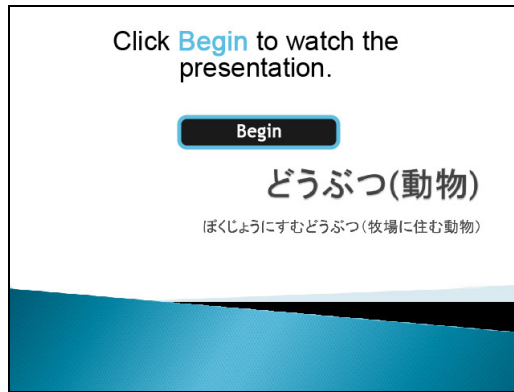 Click Begin to watch the
presentation.
Begin
どうぶつ(動物)
ぼくじょうにすむどうぶつ(牧場に住む動物)